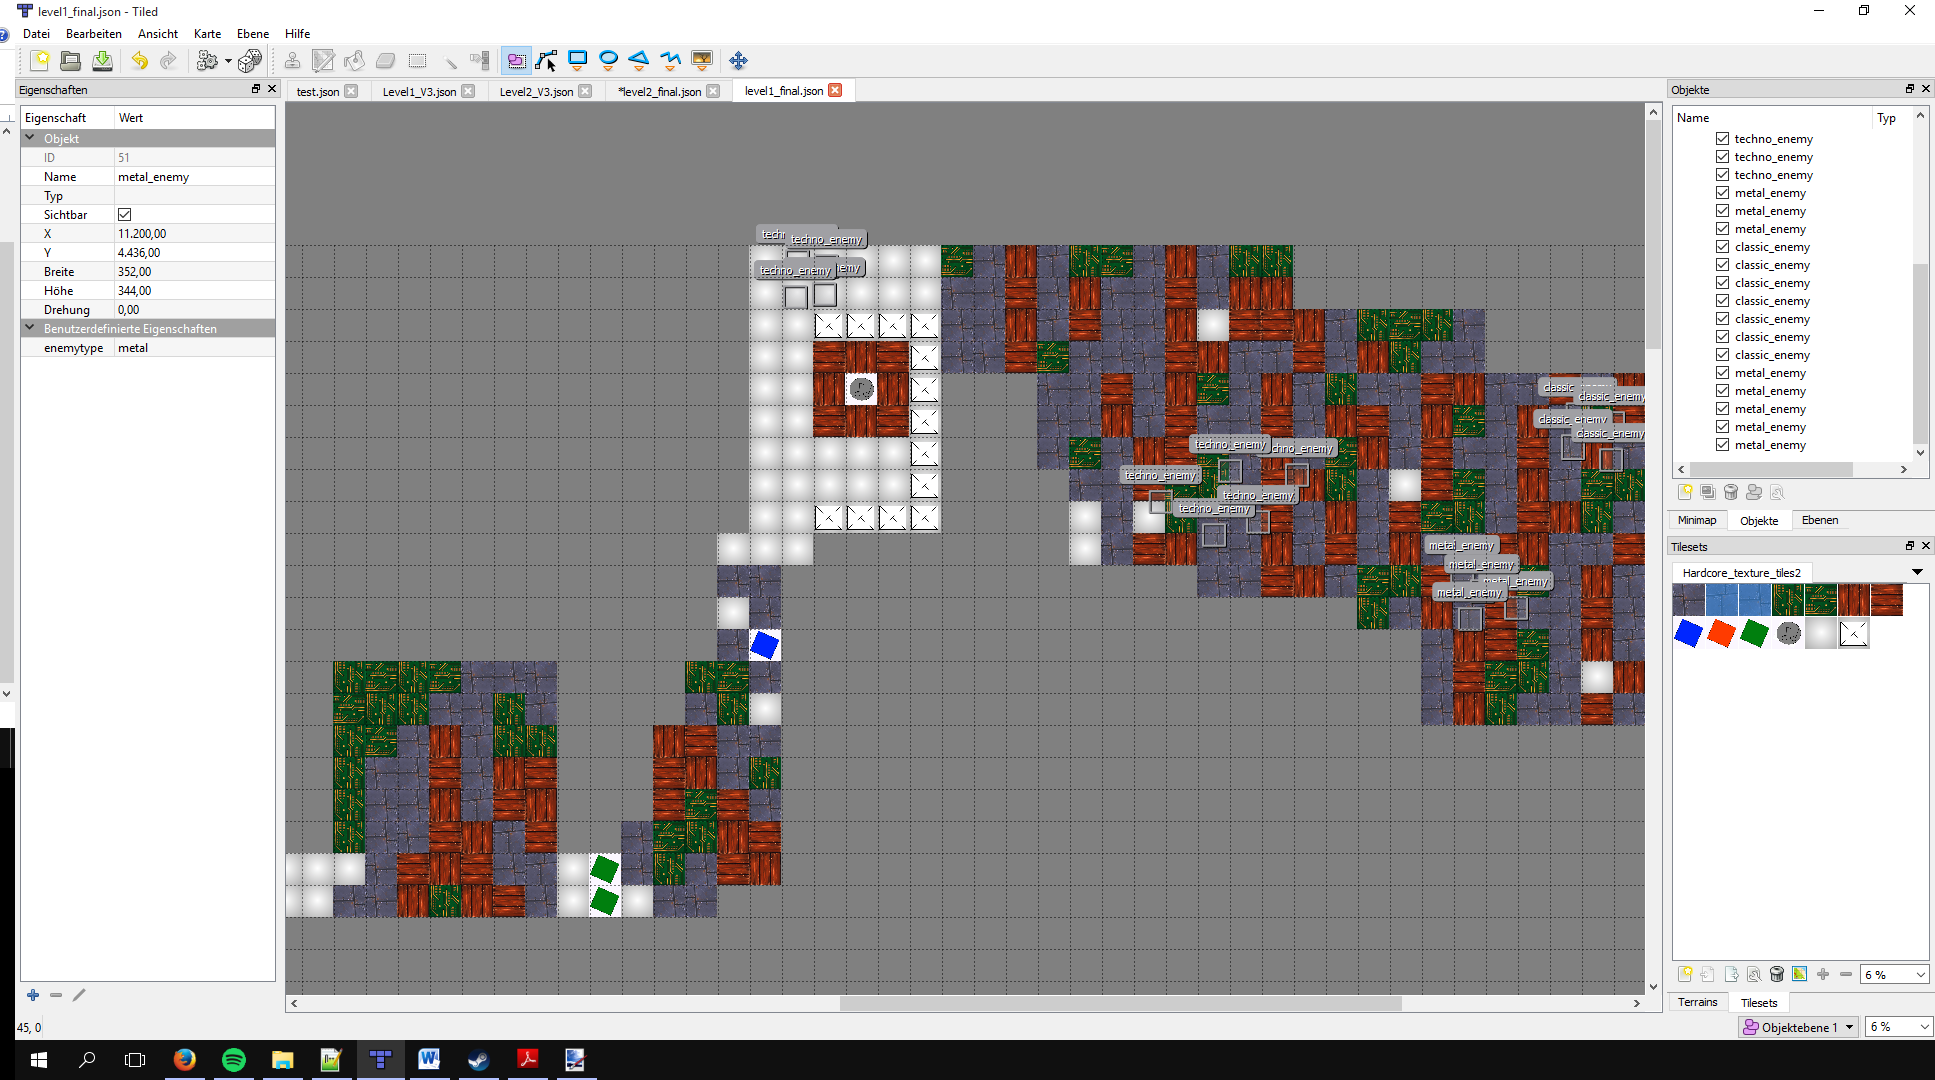 level1_final.json - Tiled
Datei Bearbeiten Ansicht Karte Ebene Hilfe
Eigenschaften
test.json Level1_V3.json Level2_V3.json *level2_final.json level1_final.json
Objekte
Eigenschaft Wert
Objekt
ID 51
Name metal_enemy
Typ
Sichtbar
X 11.200,00
Y 4.436,00
Breite 352,00
Höhe 344,00
Drehung 0,00
Benutzerdefinierte Eigenschaften
enemytype metal
techno_enemy
techno_enemy
classic
classic_enemy
classic_enemy
classic_enemy
techno_enemy
techno_enemy
techno_enemy
techno_enemy
metal_enemy
metal_enemy
metal_enemy
metal_enemy
Name Typ
techno_enemy
techno_enemy
techno_enemy
metal_enemy
metal_enemy
metal_enemy
classic_enemy
classic_enemy
classic_enemy
classic_enemy
classic_enemy
classic_enemy
classic_enemy
metal_enemy
metal_enemy
metal_enemy
metal_enemy
metal_enemy
Minimap Objekte Ebenen
Tilesets
Hardcore_texture_tiles2
6 %
Terrains Tilesets
45, 0
Objektebene 1 6 %